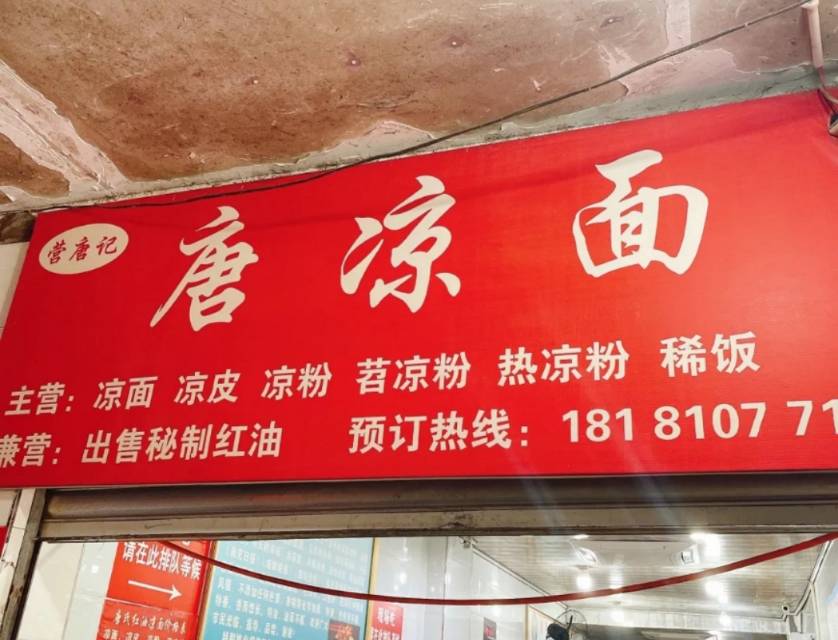 营唐记
唐凉面
主营：凉面 凉皮 凉粉 苕凉粉 热凉粉 稀饭
兼营：出售秘制红油 预订热线：181 8107 71
请在此排队等候